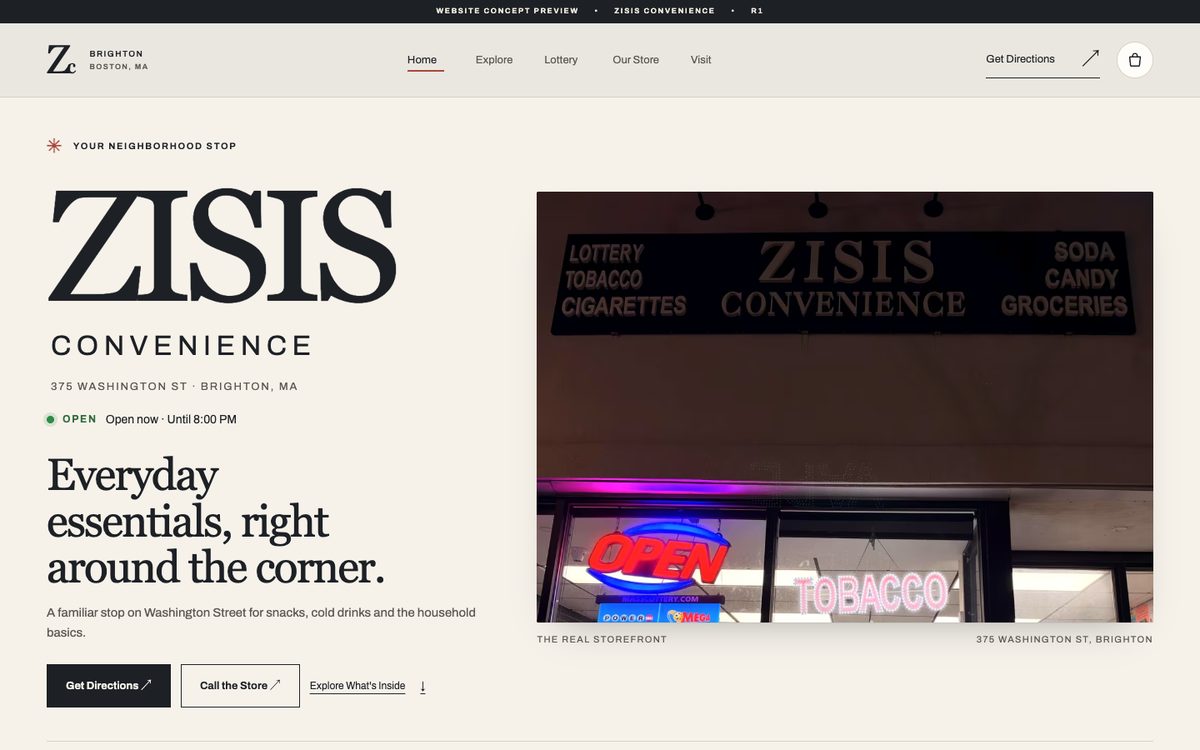 WEBSITE CONCEPT PREVIEW • ZISIS CONVENIENCE • R1
Zc
BRIGHTON
BOSTON, MA
Home
Explore
Lottery
Our Store
Visit
Get Directions
YOUR NEIGHBORHOOD STOP
ZISIS
CONVENIENCE
375 WASHINGTON ST · BRIGHTON, MA
OPEN Open now · Until 8:00 PM
Everyday
essentials, right
around the corner.
A familiar stop on Washington Street for snacks, cold drinks and the household
basics.
Get Directions
Call the Store
Explore What's Inside
LOTTERY
TOBACCO
CIGARETTES
ZISIS
CONVENIENCE
SODA
CANDY
GROCERIES
OPEN
MASSLOTTERY.COM
POWER
MEGA
TOBACCO
THE REAL STOREFRONT
375 WASHINGTON ST, BRIGHTON